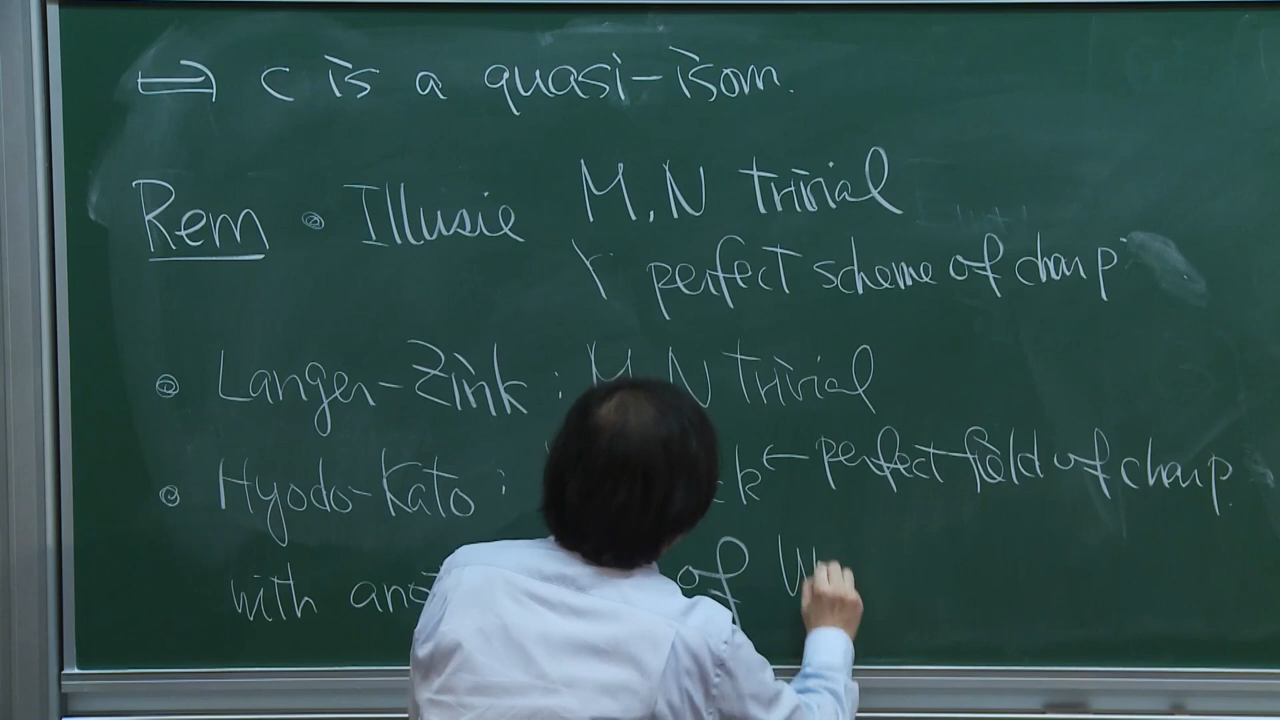 ⟹ c is a quasi-isom.
Rem • Illusie M, N trivial
Y perfect scheme of char p
• Langer-Zink : M, N trivial
• Hyodo-Kato : k ← perfect field of char p.
with of W